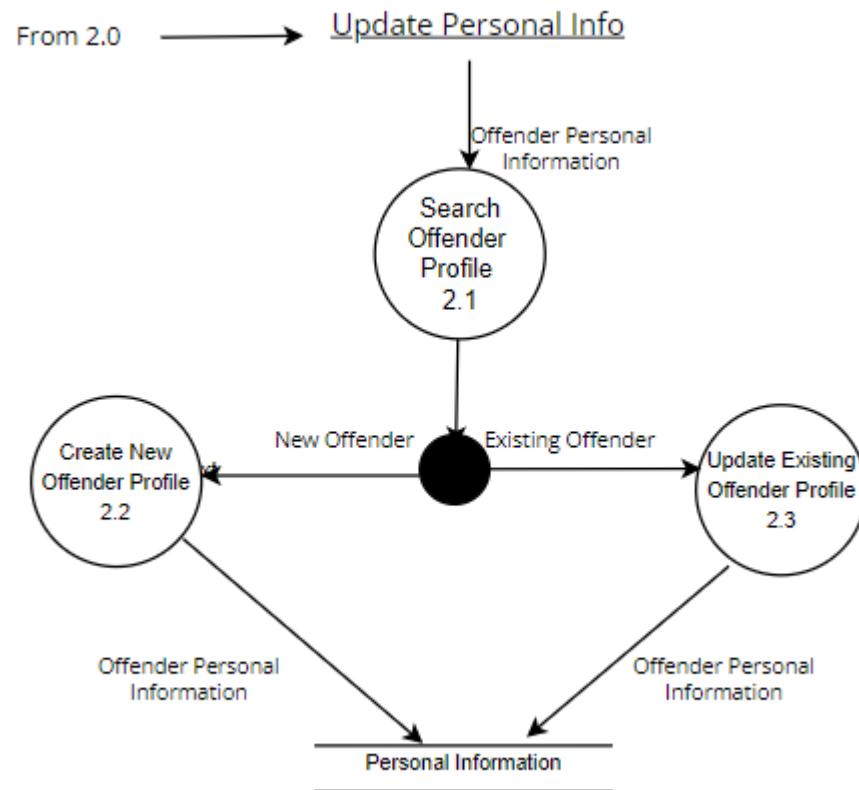 From 2.0
Update Personal Info
Offender Personal
Information
Search
Offender
Profile
2.1
New Offender
Existing Offender
Create New
Offender Profile
2.2
Update Existing
Offender Profile
2.3
Offender Personal
Information
Offender Personal
Information
Personal Information